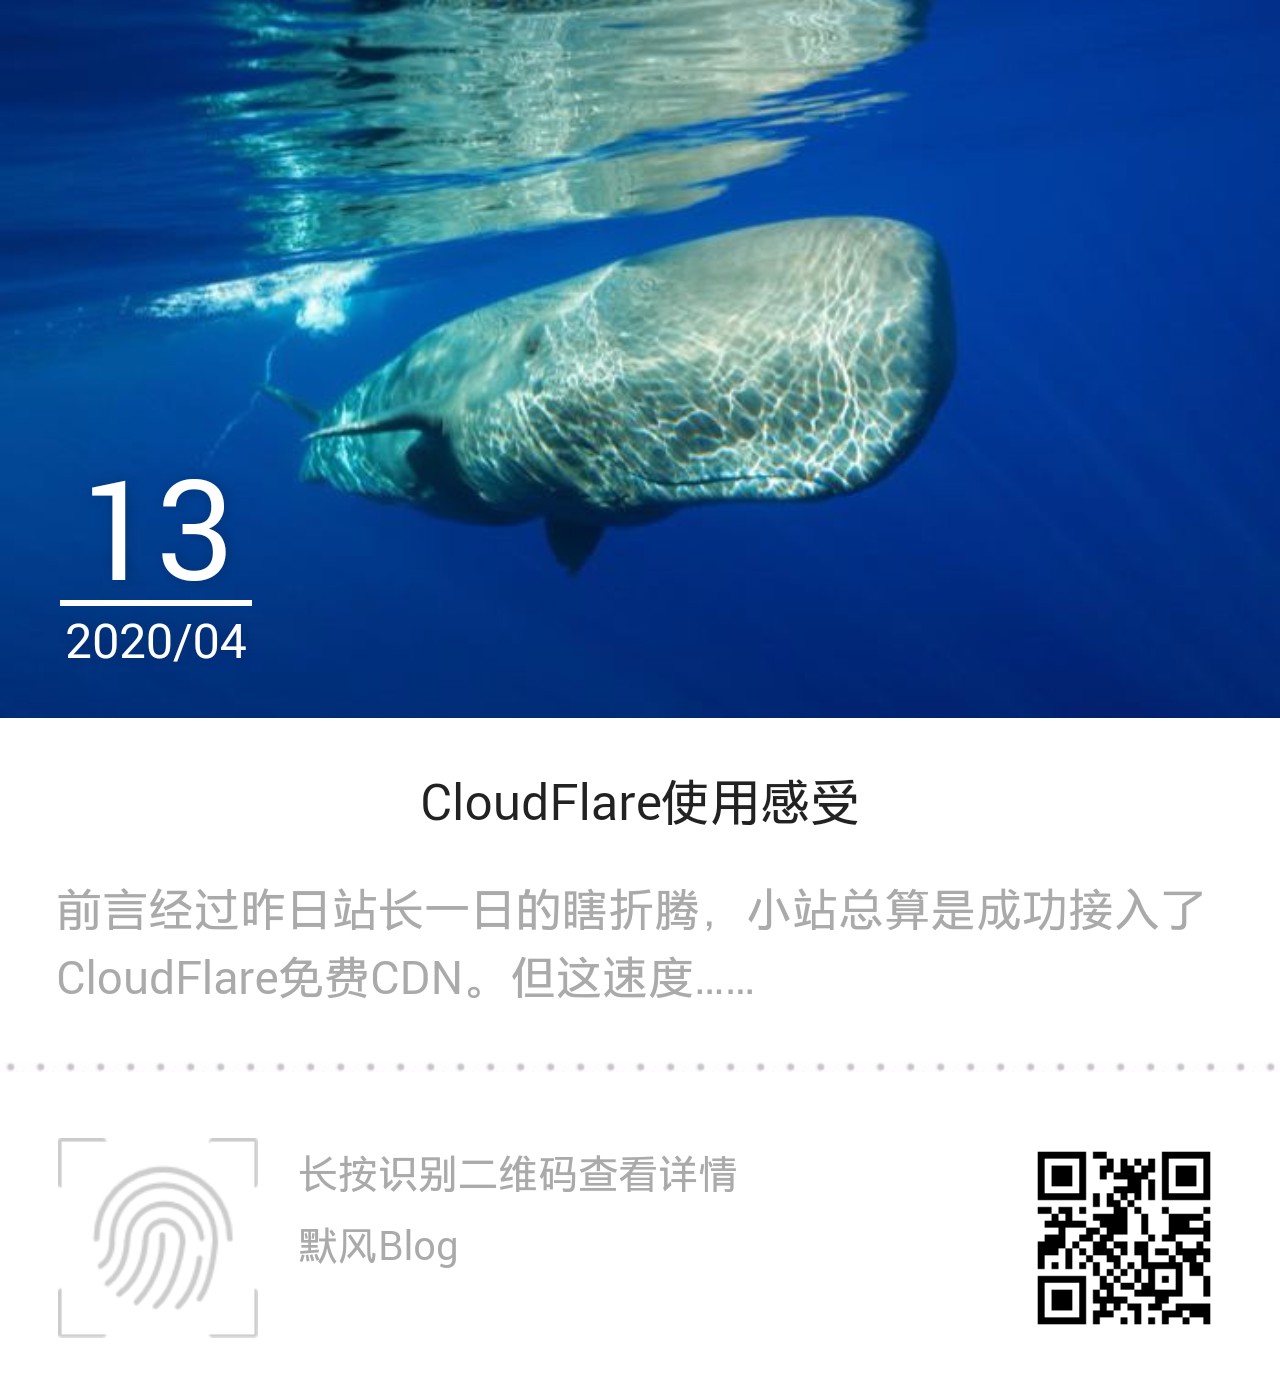 13
2020/04
CloudFlare使用感受
前言经过昨日站长一日的瞎折腾，小站总算是成功接入了
CloudFlare免费CDN。但这速度……
长按识别二维码查看详情
默风Blog